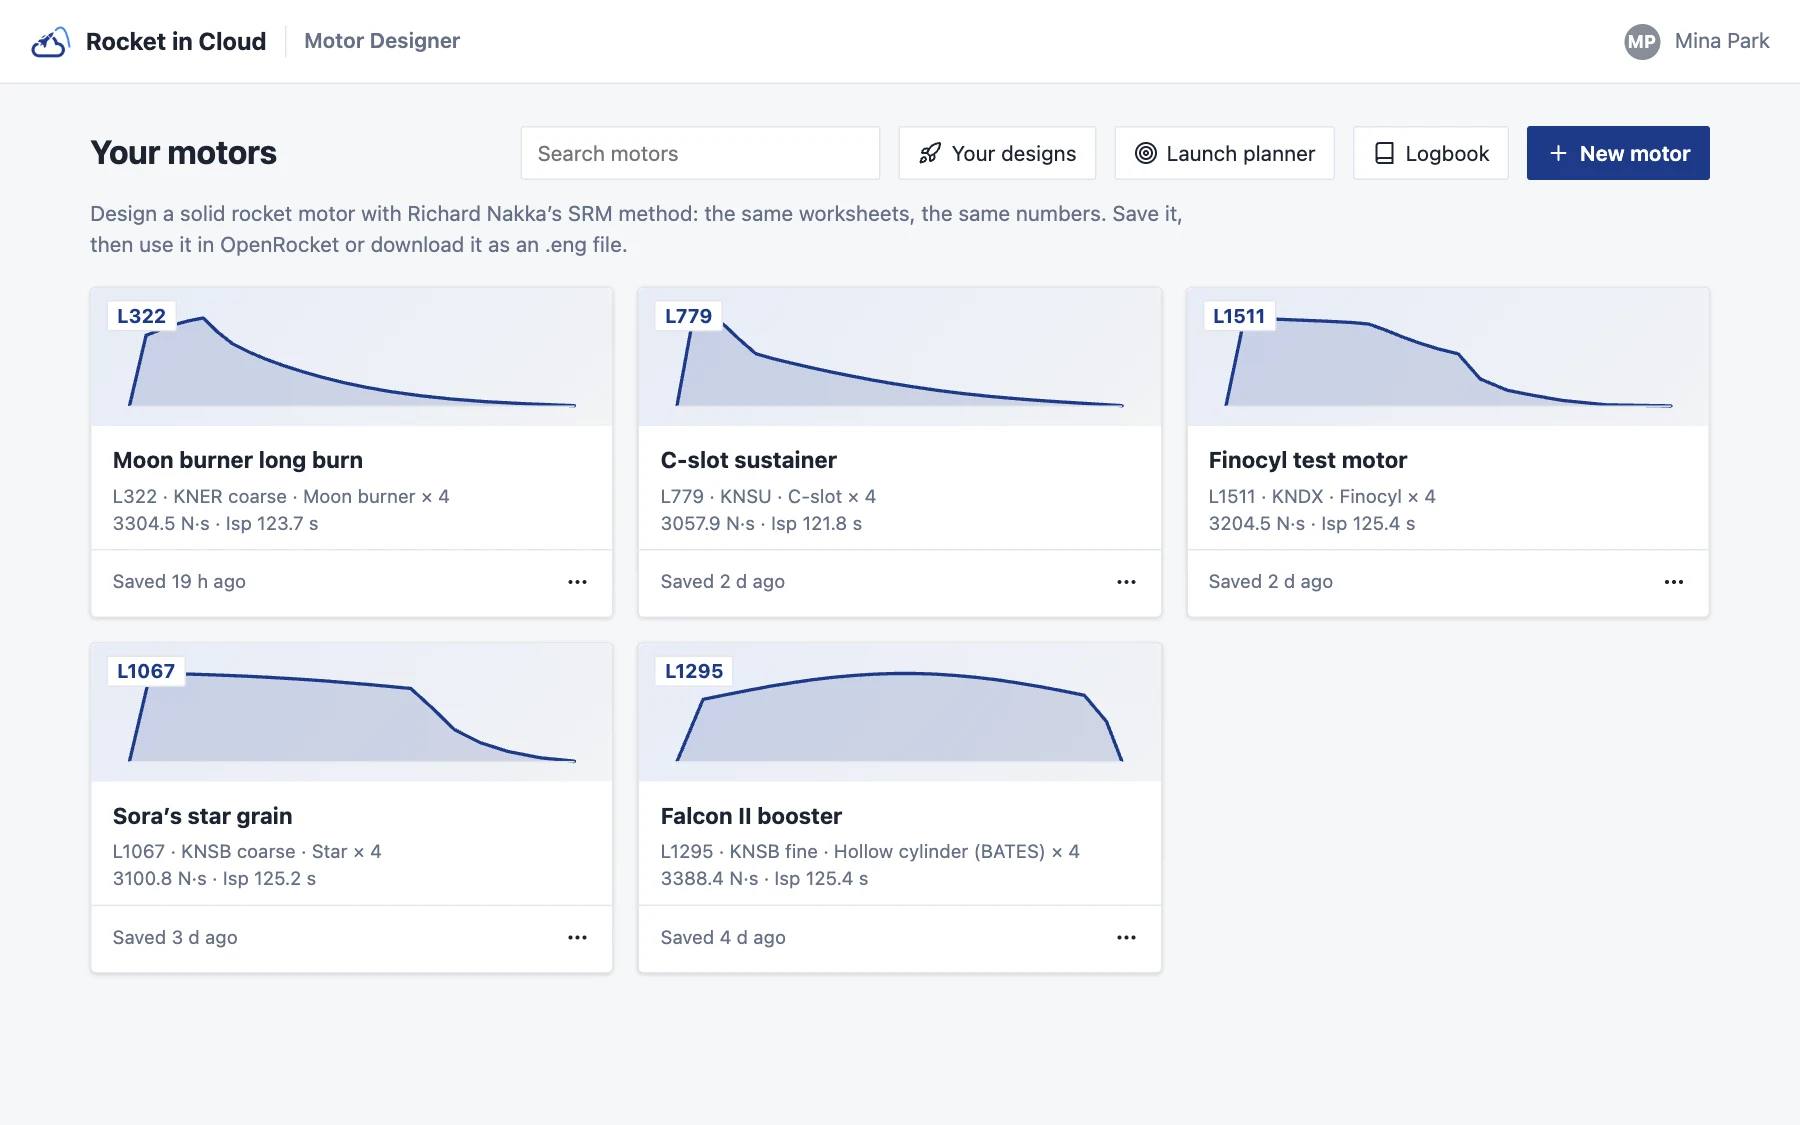 Rocket in Cloud
Motor Designer
MP
Mina Park
Your motors
Search motors
Your designs
Launch planner
Logbook
+ New motor
Design a solid rocket motor with Richard Nakka’s SRM method: the same worksheets, the same numbers. Save it,
then use it in OpenRocket or download it as an .eng file.
L322
Moon burner long burn
L322 · KNER coarse · Moon burner × 4
3304.5 N·s · Isp 123.7 s
Saved 19 h ago
L779
C-slot sustainer
L779 · KNSU · C-slot × 4
3057.9 N·s · Isp 121.8 s
Saved 2 d ago
L1511
Finocyl test motor
L1511 · KNDX · Finocyl × 4
3204.5 N·s · Isp 125.4 s
Saved 2 d ago
L1067
Sora’s star grain
L1067 · KNSB coarse · Star × 4
3100.8 N·s · Isp 125.2 s
Saved 3 d ago
L1295
Falcon II booster
L1295 · KNSB fine · Hollow cylinder (BATES) × 4
3388.4 N·s · Isp 125.4 s
Saved 4 d ago